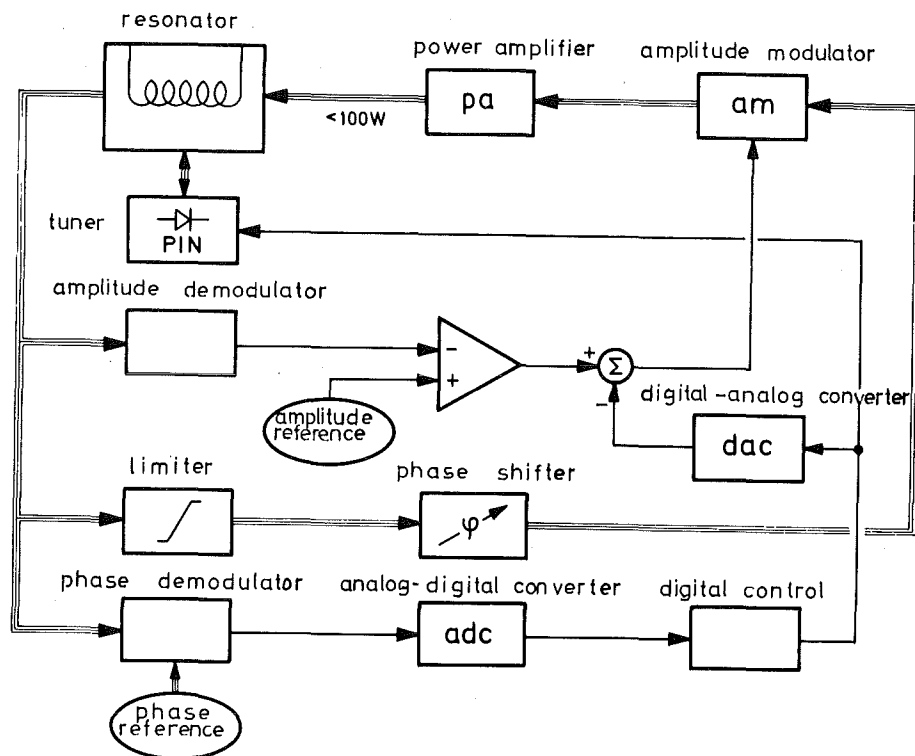 resonator
power amplifier
amplitude modulator
pa
am
<100W
tuner
PIN
amplitude demodulator
-
+
+
Σ
-
amplitude
reference
digital-analog converter
dac
limiter
phase shifter
φ
phase demodulator
analog-digital converter
digital control
adc
phase
reference